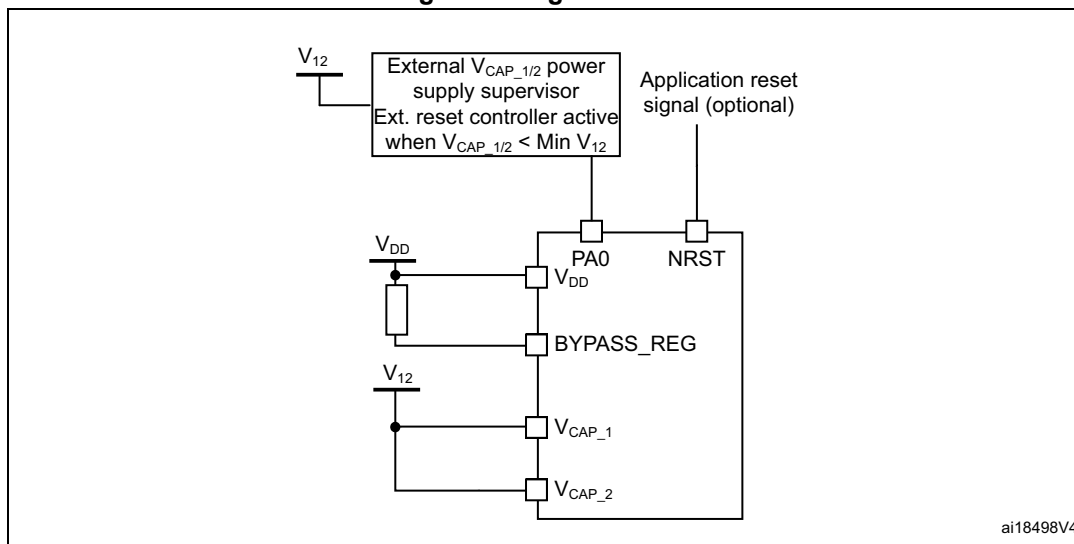 V12
External VCAP_1/2 power
supply supervisor
Ext. reset controller active
when VCAP_1/2 < Min V12
Application reset
signal (optional)
PA0
NRST
VDD
VDD
BYPASS_REG
V12
VCAP_1
VCAP_2
ai18498V4